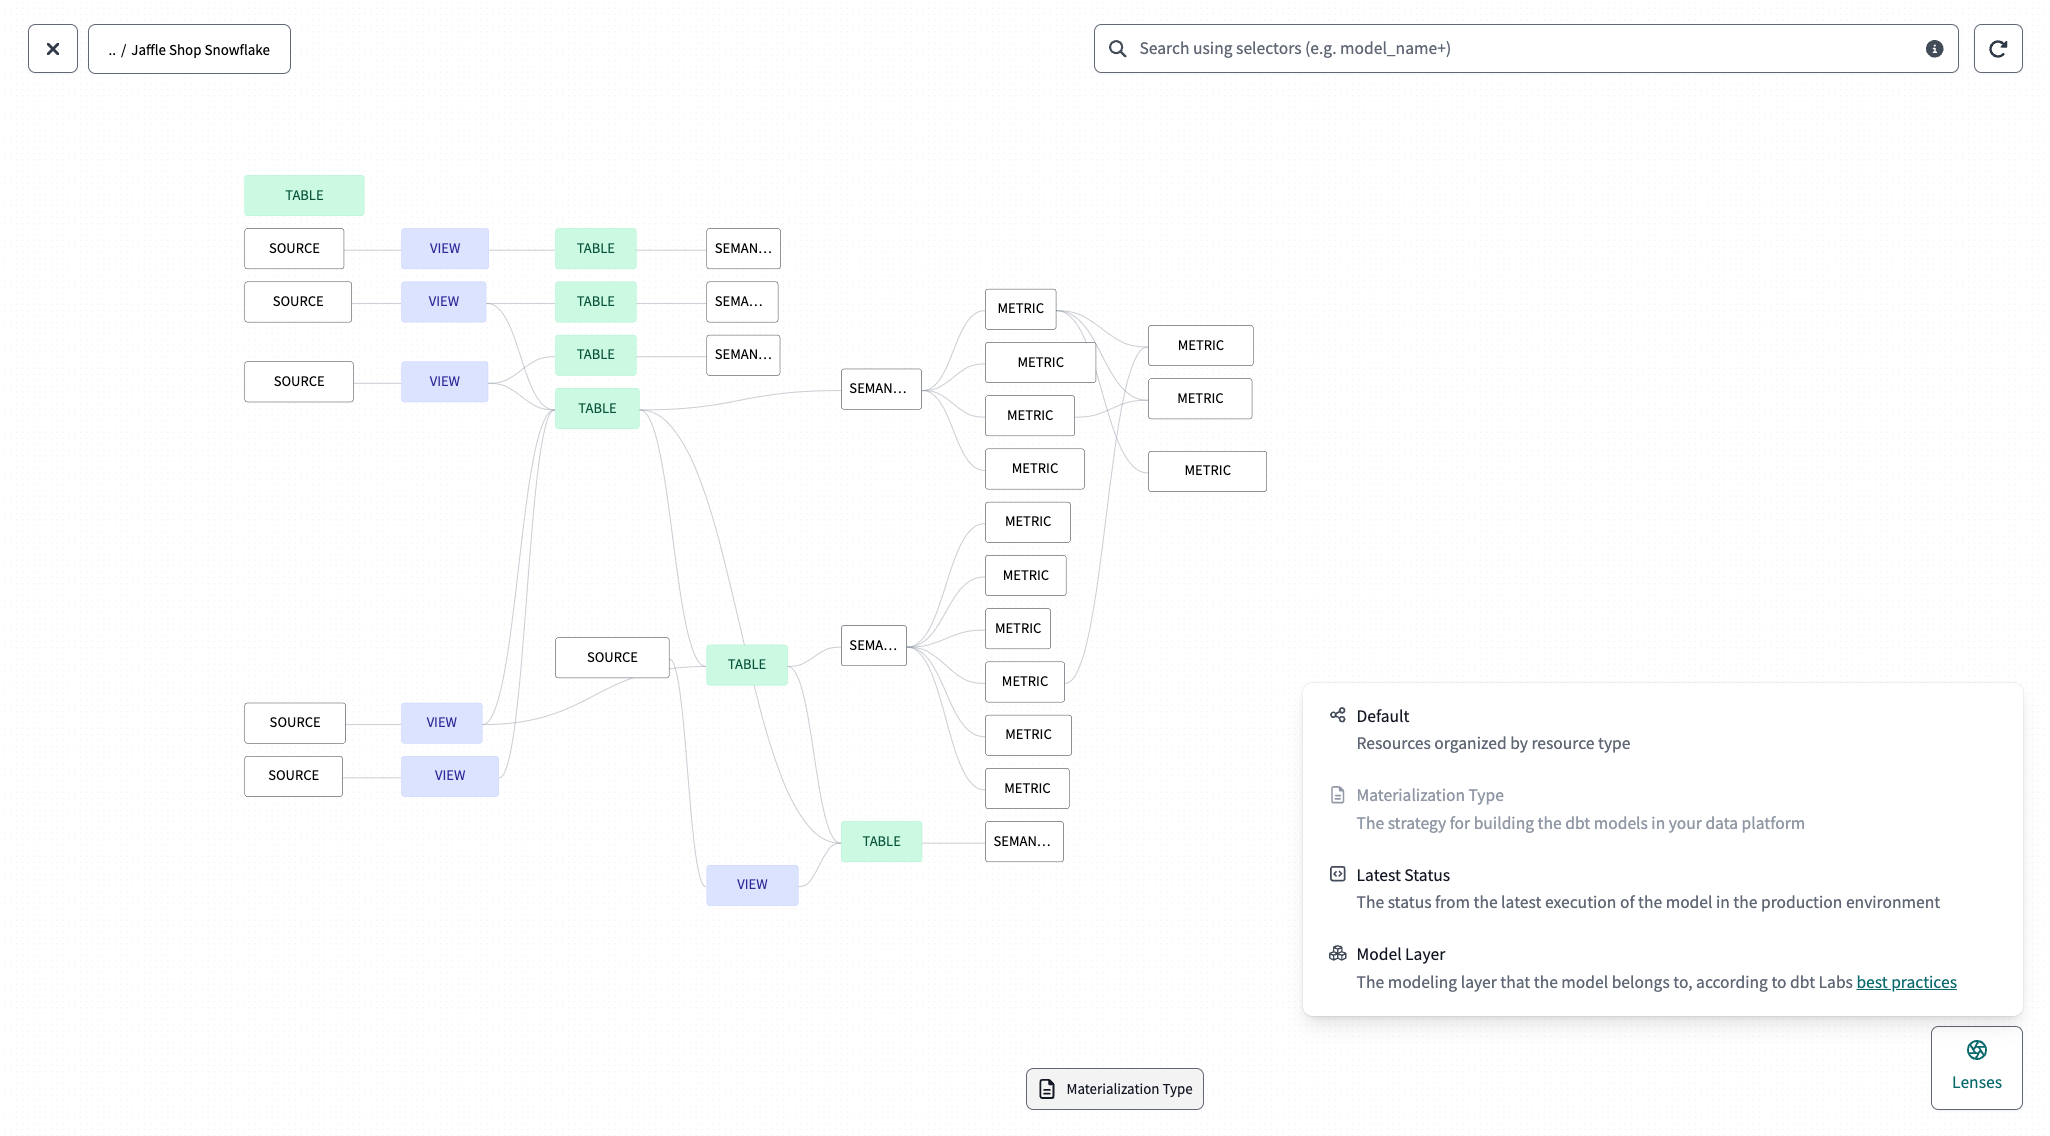 .. / Jaffle Shop Snowflake
Search using selectors (e.g. model_name+)
TABLE
SOURCE VIEW TABLE SEMAN...
SOURCE VIEW TABLE SEMA...
METRIC
METRIC
TABLE SEMAN...
METRIC
SOURCE VIEW
SEMAN...
METRIC
TABLE
METRIC
METRIC
METRIC
METRIC
METRIC
METRIC
SOURCE
TABLE
SEMA...
METRIC
METRIC
SOURCE VIEW
METRIC
SOURCE VIEW
METRIC
TABLE SEMAN...
VIEW
Default
Resources organized by resource type
Materialization Type
The strategy for building the dbt models in your data platform
Latest Status
The status from the latest execution of the model in the production environment
Model Layer
The modeling layer that the model belongs to, according to dbt Labs best practices
Materialization Type
Lenses